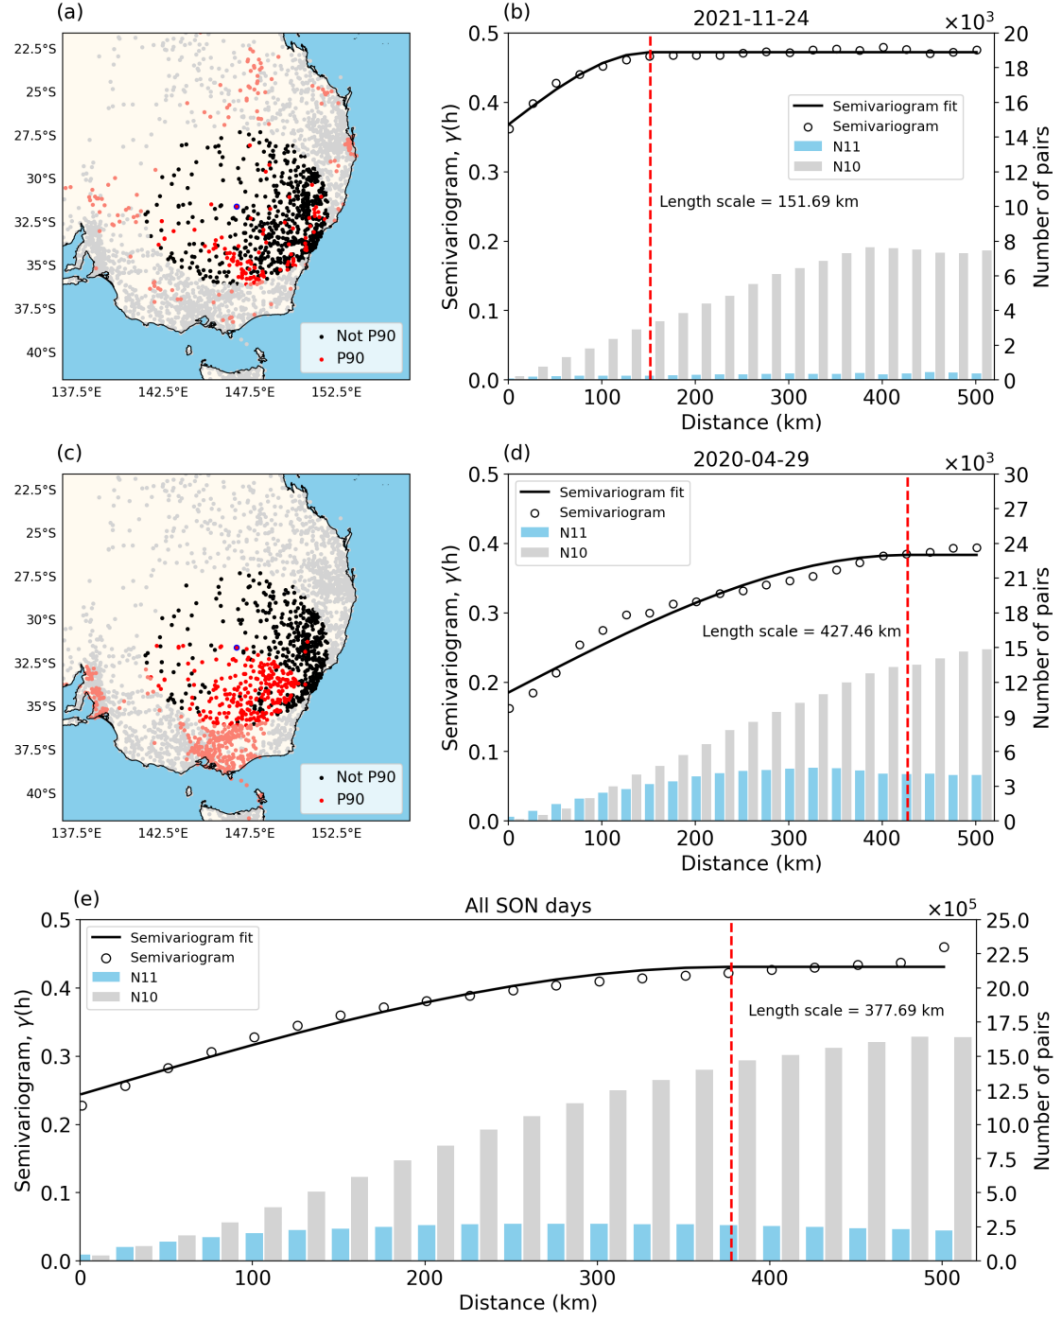 (a)
22.5°S
25°S
27.5°S
30°S
32.5°S
35°S
37.5°S
40°S
137.5°E
142.5°E
147.5°E
152.5°E
Not P90
P90
(b)
2021-11-24
×10³
0.5
0.4
0.3
0.2
0.1
0.0
Semivariogram, γ(h)
Semivariogram fit
Semivariogram
N11
N10
Length scale = 151.69 km
20
18
16
14
12
10
8
6
4
2
0
Number of pairs
0
100
200
300
400
500
Distance (km)
(c)
22.5°S
25°S
27.5°S
30°S
32.5°S
35°S
37.5°S
40°S
137.5°E
142.5°E
147.5°E
152.5°E
Not P90
P90
(d)
2020-04-29
×10³
0.5
0.4
0.3
0.2
0.1
0.0
Semivariogram, γ(h)
Semivariogram fit
Semivariogram
N11
N10
Length scale = 427.46 km
30
27
24
21
18
15
12
9
6
3
0
Number of pairs
0
100
200
300
400
500
Distance (km)
(e)
All SON days
×10⁵
0.5
0.4
0.3
0.2
0.1
0.0
Semivariogram, γ(h)
Semivariogram fit
Semivariogram
N11
N10
Length scale = 377.69 km
25.0
22.5
20.0
17.5
15.0
12.5
10.0
7.5
5.0
2.5
0.0
Number of pairs
0
100
200
300
400
500
Distance (km)